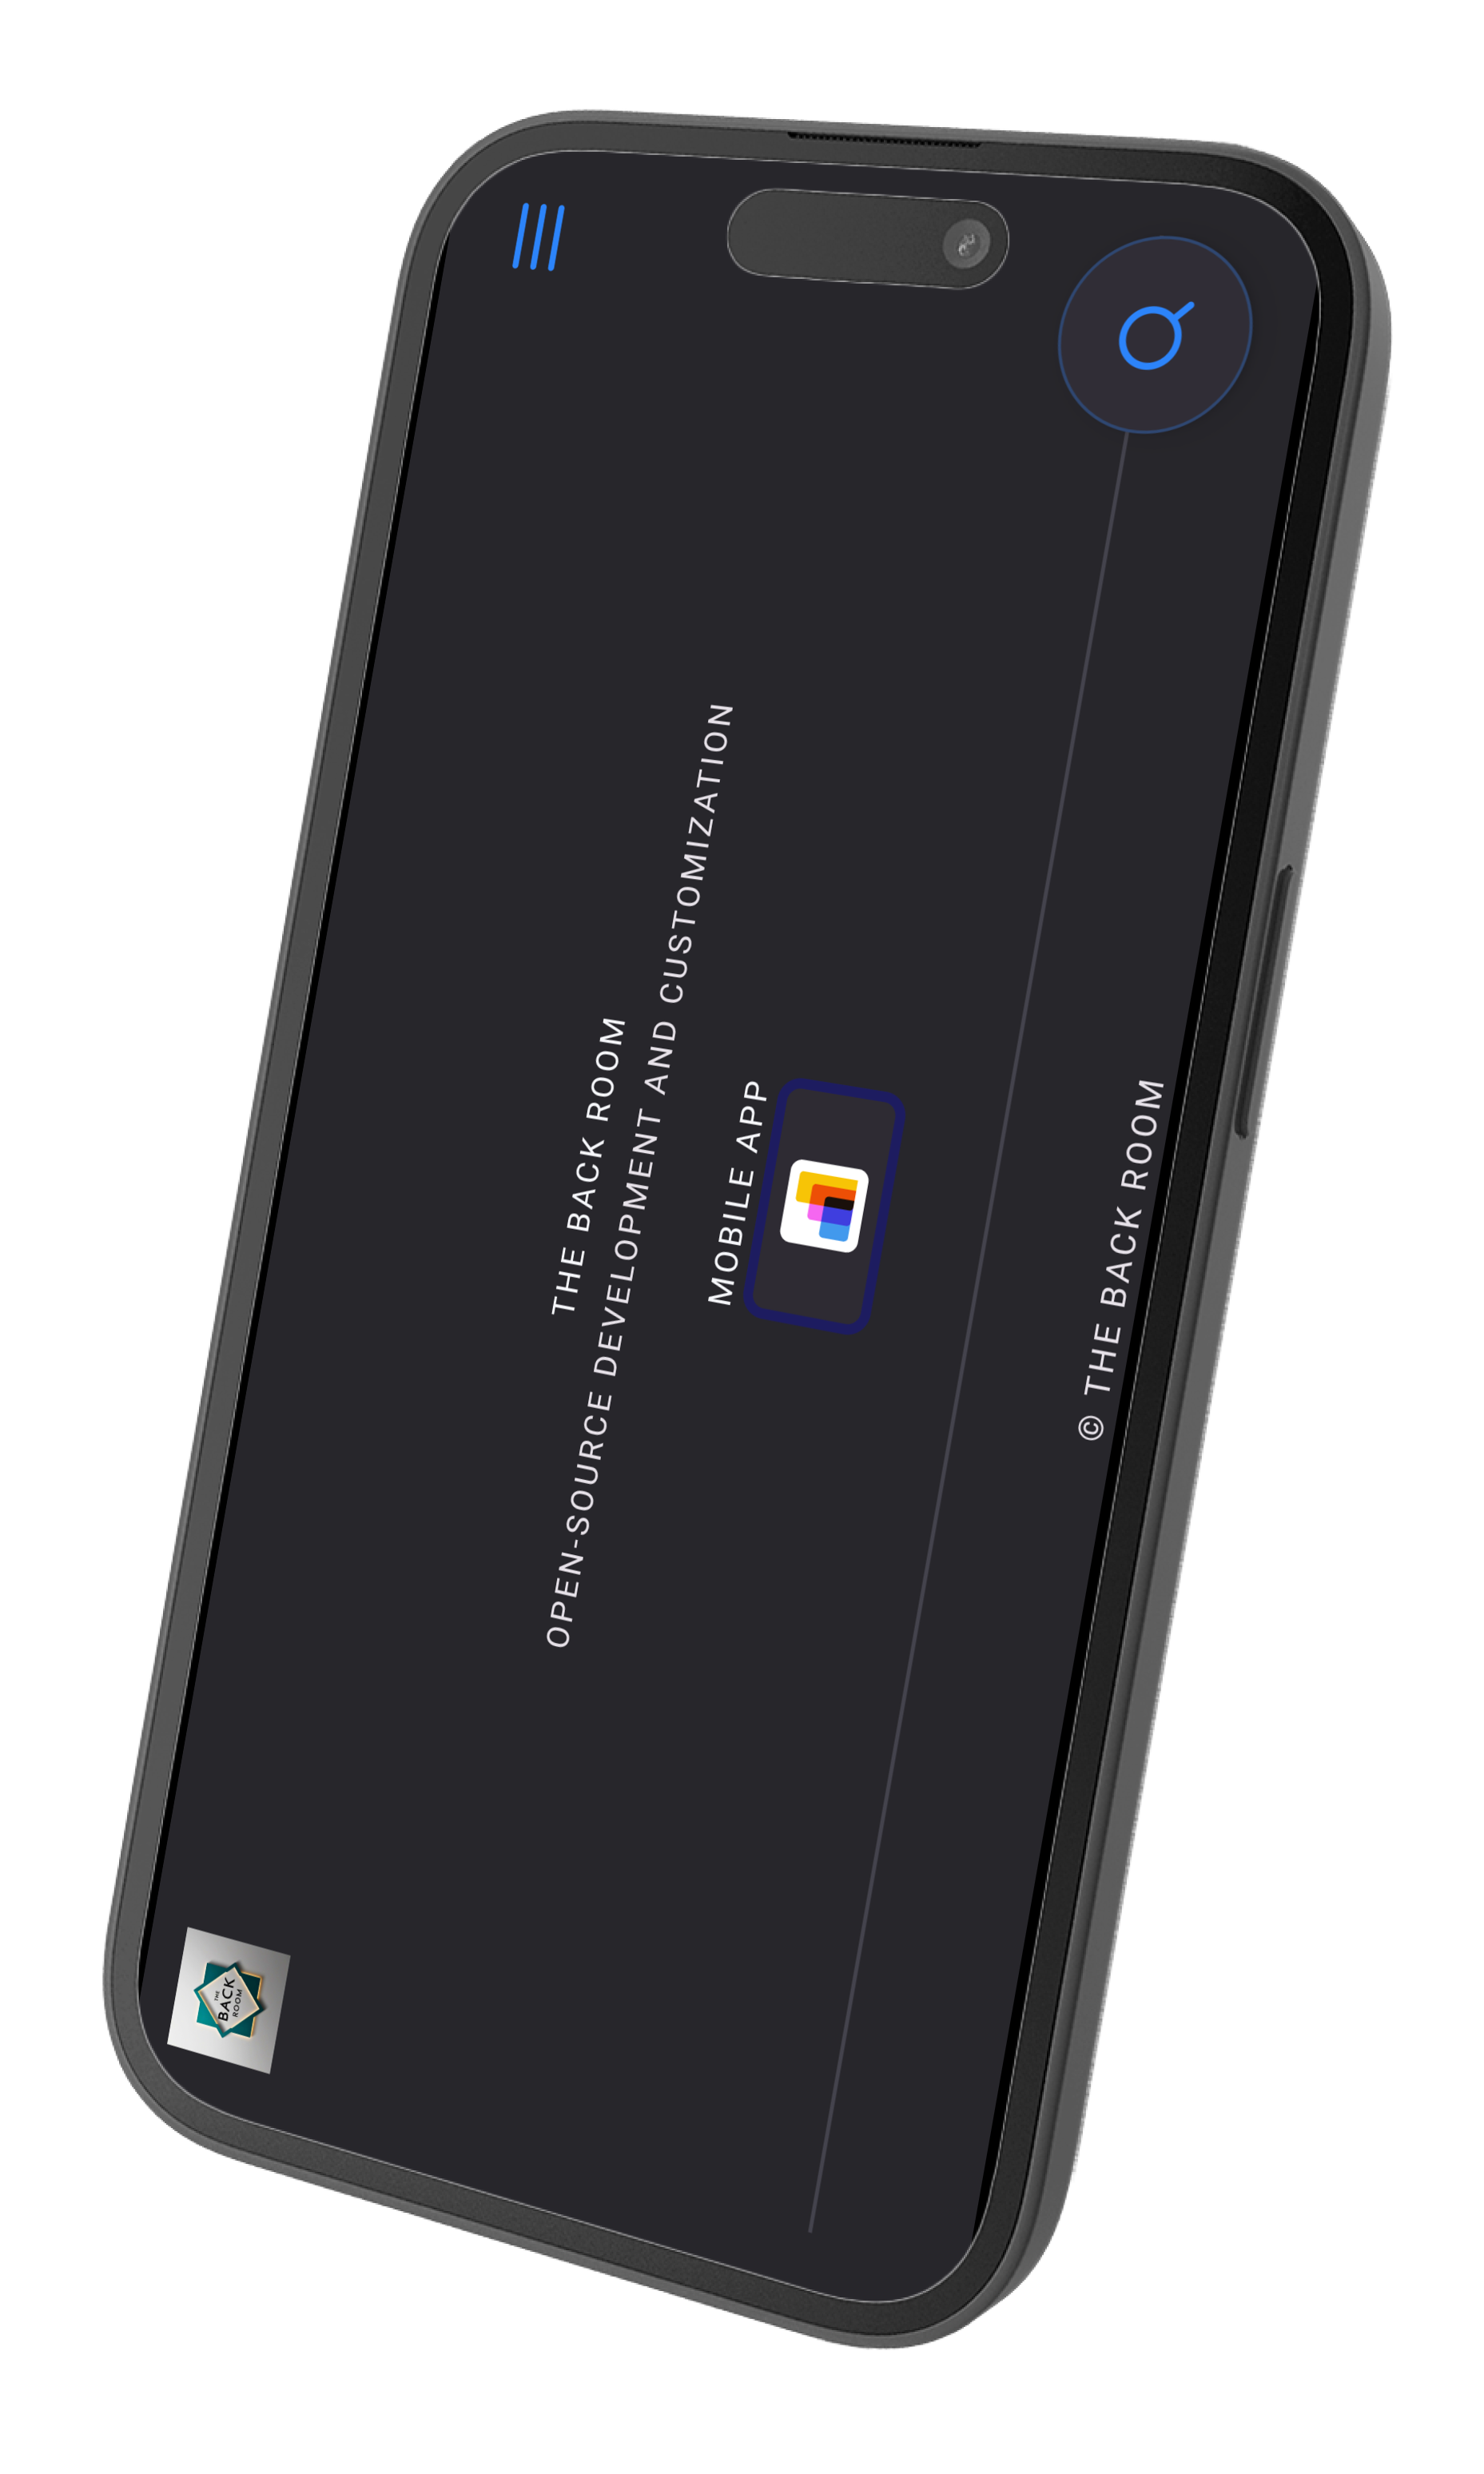 THE
BACK
ROOM
THE BACK ROOM
OPEN-SOURCE DEVELOPMENT AND CUSTOMIZATION
MOBILE APP
© THE BACK ROOM